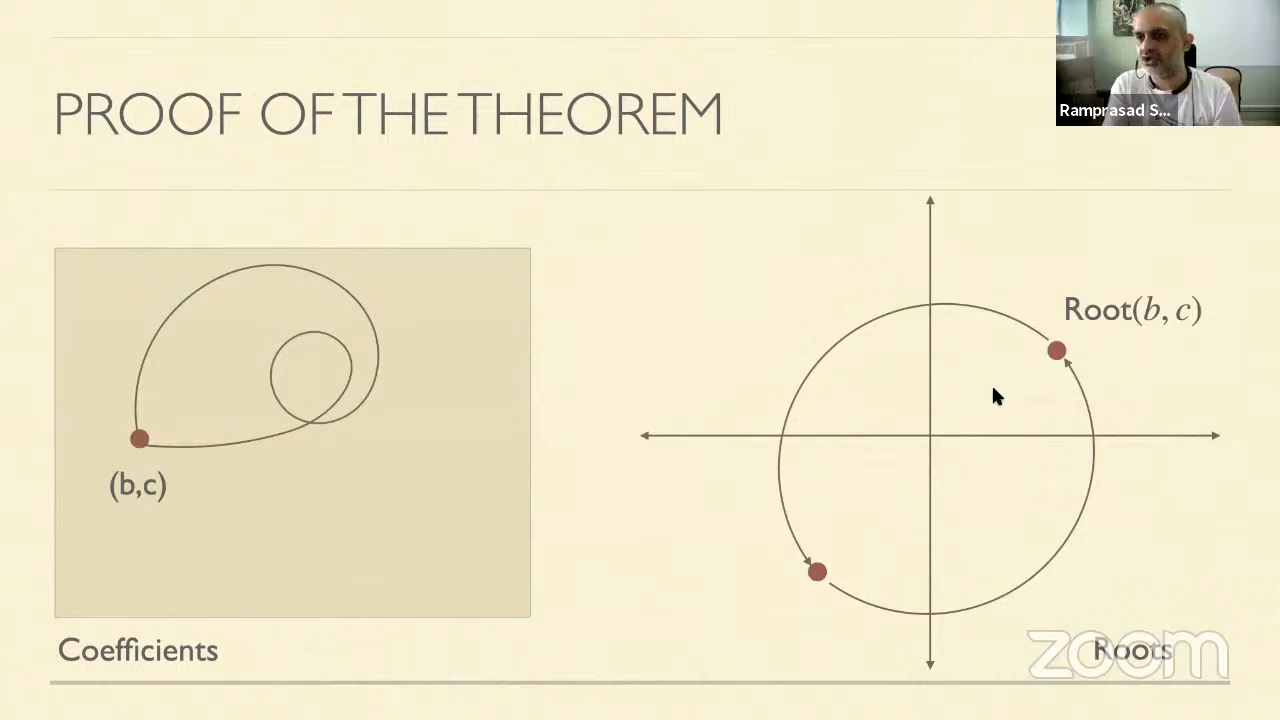 PROOF OF THE THEOREM
Ramprasad S...
Root(b, c)
(b,c)
Coefficients
Roots
zoom